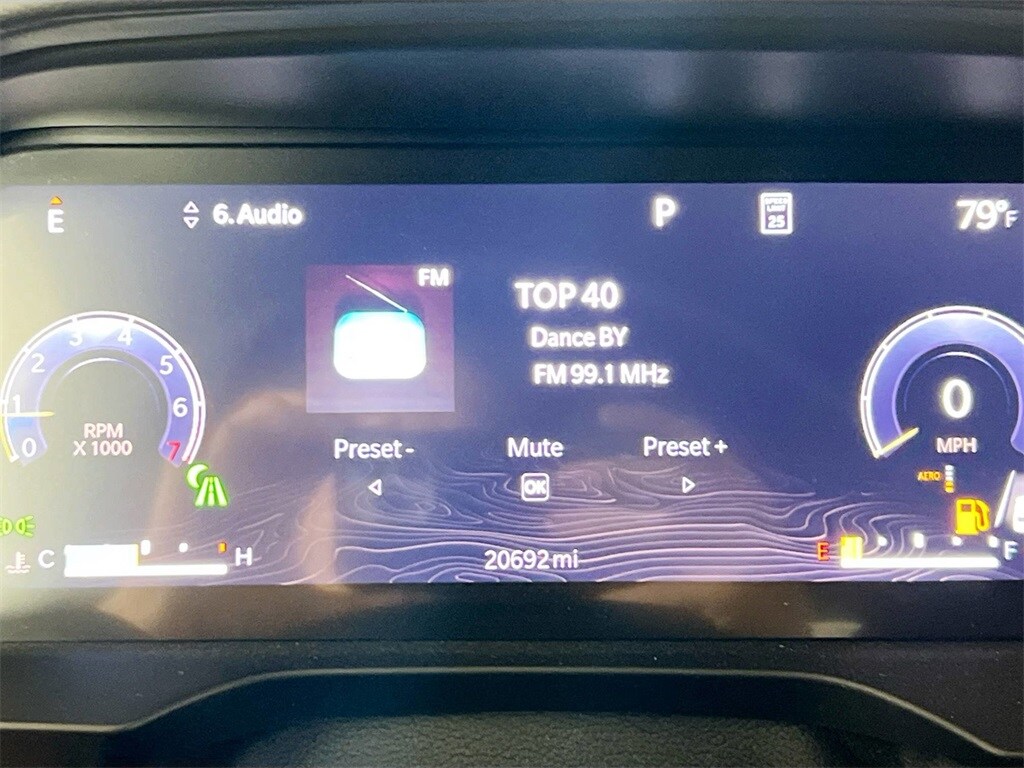 E
6. Audio
P
SPEED
LIMIT
25
79°F
FM
TOP 40
Dance BY
FM 99.1 MHz
0
1
2
3
4
5
6
7
RPM
X 1000
0
MPH
Preset -
Mute
Preset +
OK
AERO
C
H
20692 mi
E
F